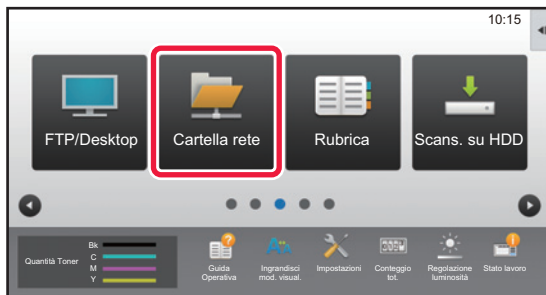 10:15
FTP/Desktop
Cartella rete
Rubrica
Scans. su HDD
Quantità Toner
Bk
C
M
Y
Guida
Operativa
Ingrandisci
mod. visual.
Impostazioni
Conteggio
tot.
Regolazione
luminosità
Stato lavoro